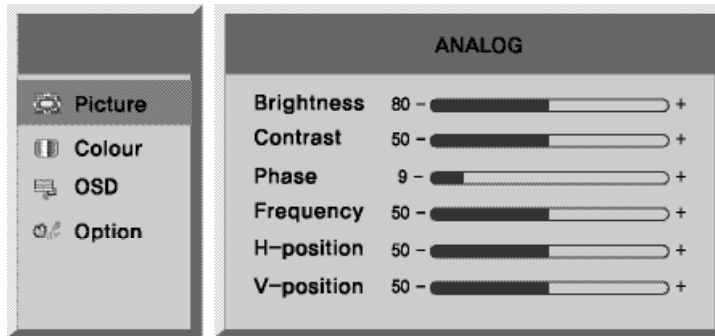 ANALOG
Picture
Colour
OSD
Option
Brightness 80 - +
Contrast 50 - +
Phase 9 - +
Frequency 50 - +
H-position 50 - +
V-position 50 - +